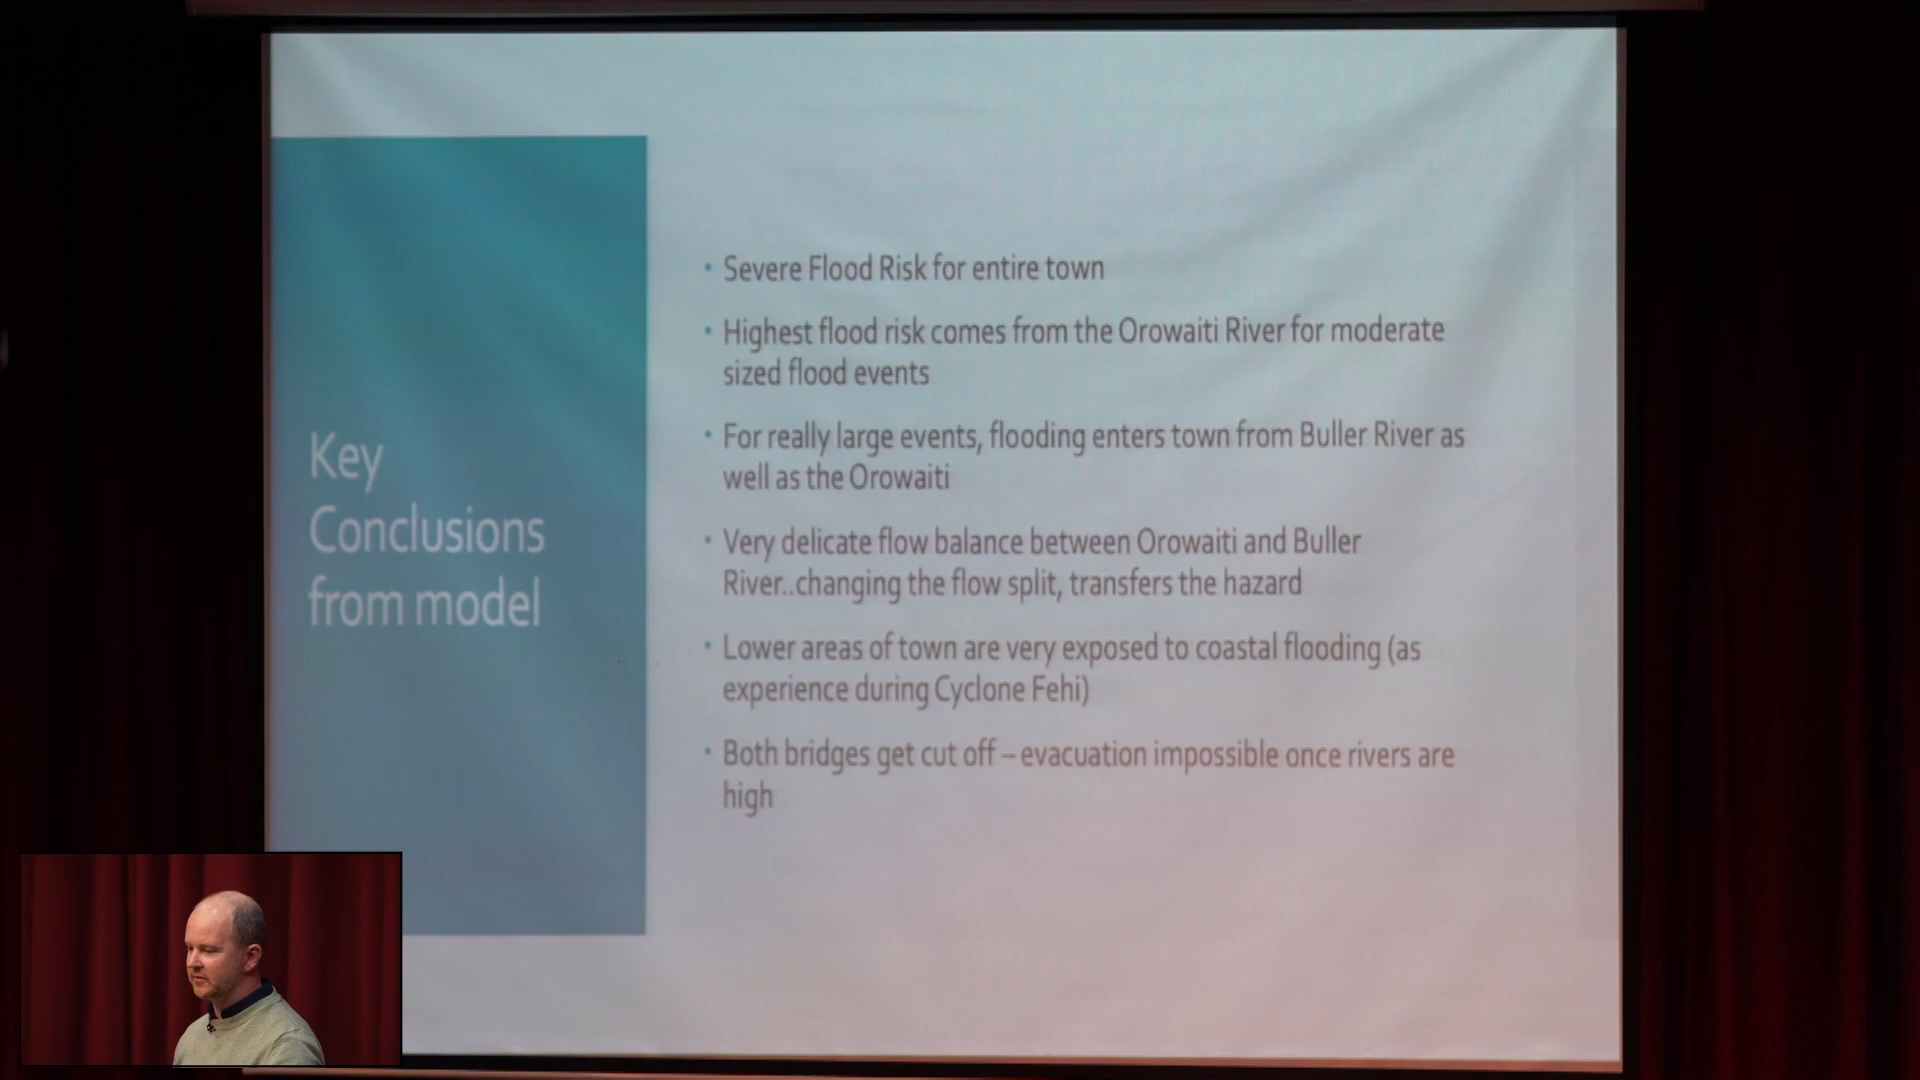 Key
Conclusions
from model
• Severe Flood Risk for entire town
• Highest flood risk comes from the Orowaiti River for moderate
sized flood events
• For really large events, flooding enters town from Buller River as
well as the Orowaiti
• Very delicate flow balance between Orowaiti and Buller
River..changing the flow split, transfers the hazard
• Lower areas of town are very exposed to coastal flooding (as
experience during Cyclone Fehi)
• Both bridges get cut off – evacuation impossible once rivers are
high